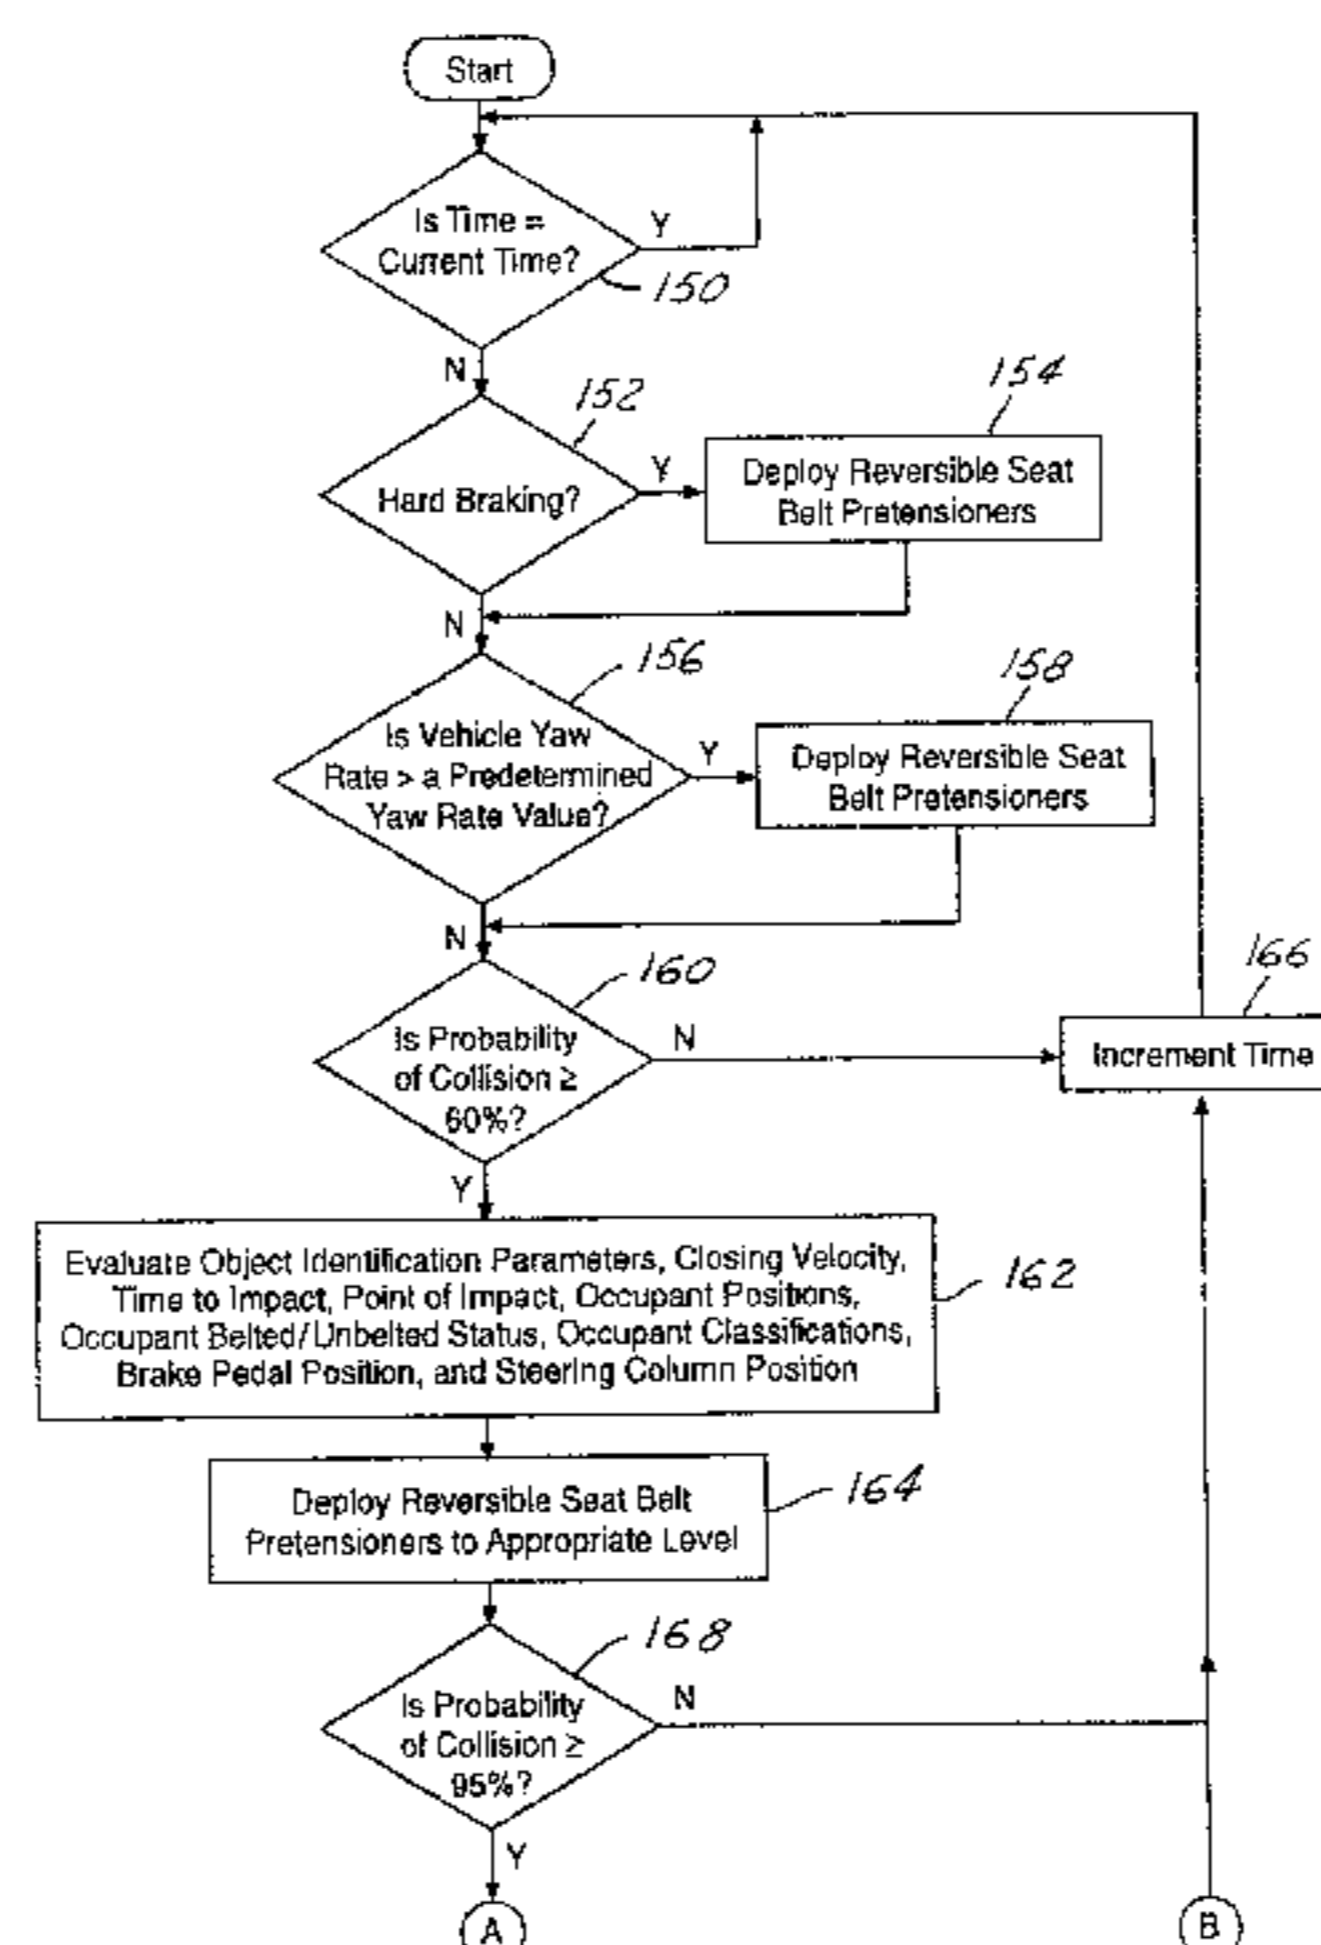 Start
Is Time =
Current Time?
Y
150
N
152
154
Hard Braking?
Y
Deploy Reversible Seat
Belt Pretensioners
N
156
158
Is Vehicle Yaw
Rate > a Predetermined
Yaw Rate Value?
Y
Deploy Reversible Seat
Belt Pretensioners
N
160
166
Is Probability
of Collision ≥
60%?
N
Increment Time
Y
Evaluate Object Identification Parameters, Closing Velocity,
Time to Impact, Point of Impact, Occupant Positions,
Occupant Belted/Unbelted Status, Occupant Classifications,
Brake Pedal Position, and Steering Column Position
162
Deploy Reversible Seat Belt
Pretensioners to Appropriate Level
164
168
Is Probability
of Collision ≥
95%?
N
Y
A
B